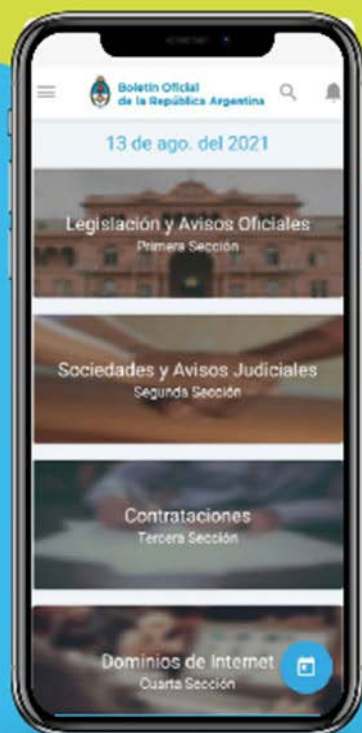 Boletín Oficial
de la República Argentina
13 de ago. del 2021
Legislación y Avisos Oficiales
Primera Sección
Sociedades y Avisos Judiciales
Segunda Sección
Contrataciones
Tercera Sección
Dominios de Internet
Cuarta Sección